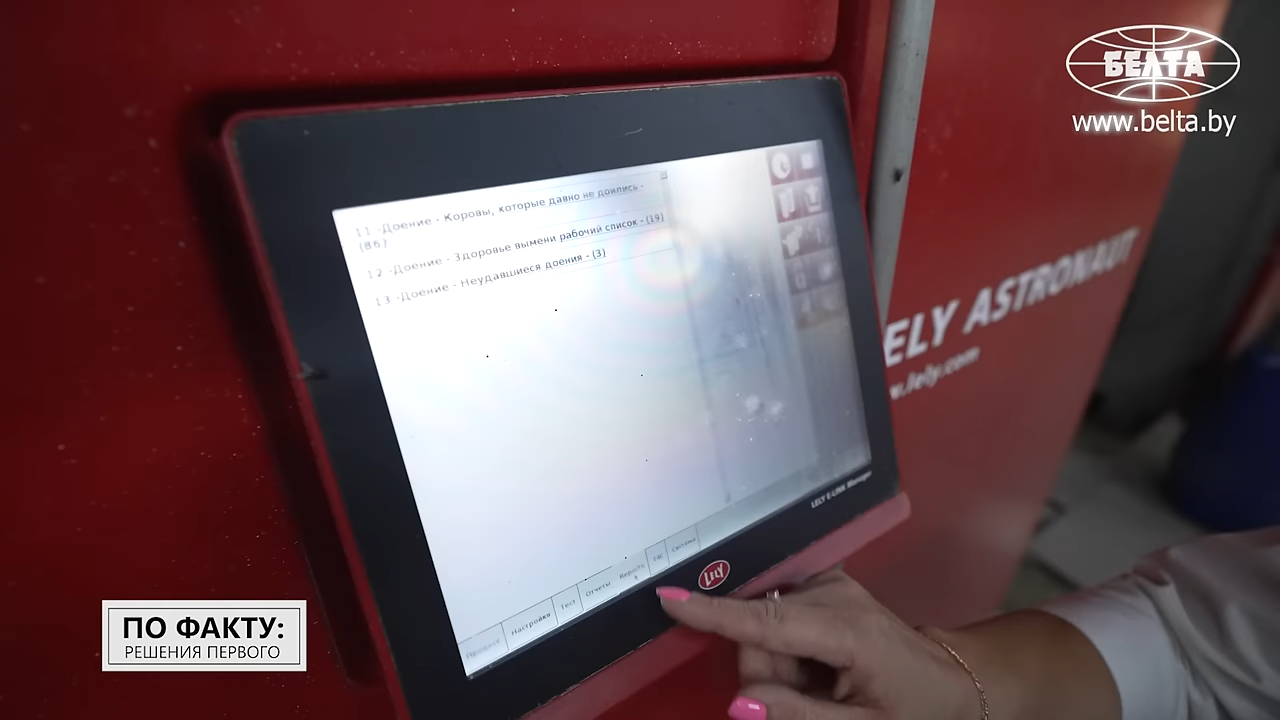 БЕЛТА
www.belta.by
11 -Доение - Коровы, которые давно не доились -
(86)
12 -Доение - Здоровье вымени рабочий список - (19)
13 -Доение - Неудавшиеся доения - (3)
LELY ASTRONAUT
.lely.com
LELY E-LINK Manager
Процесс Настройки Тест Отчеты Система
LELY
ПО ФАКТУ:
РЕШЕНИЯ ПЕРВОГО